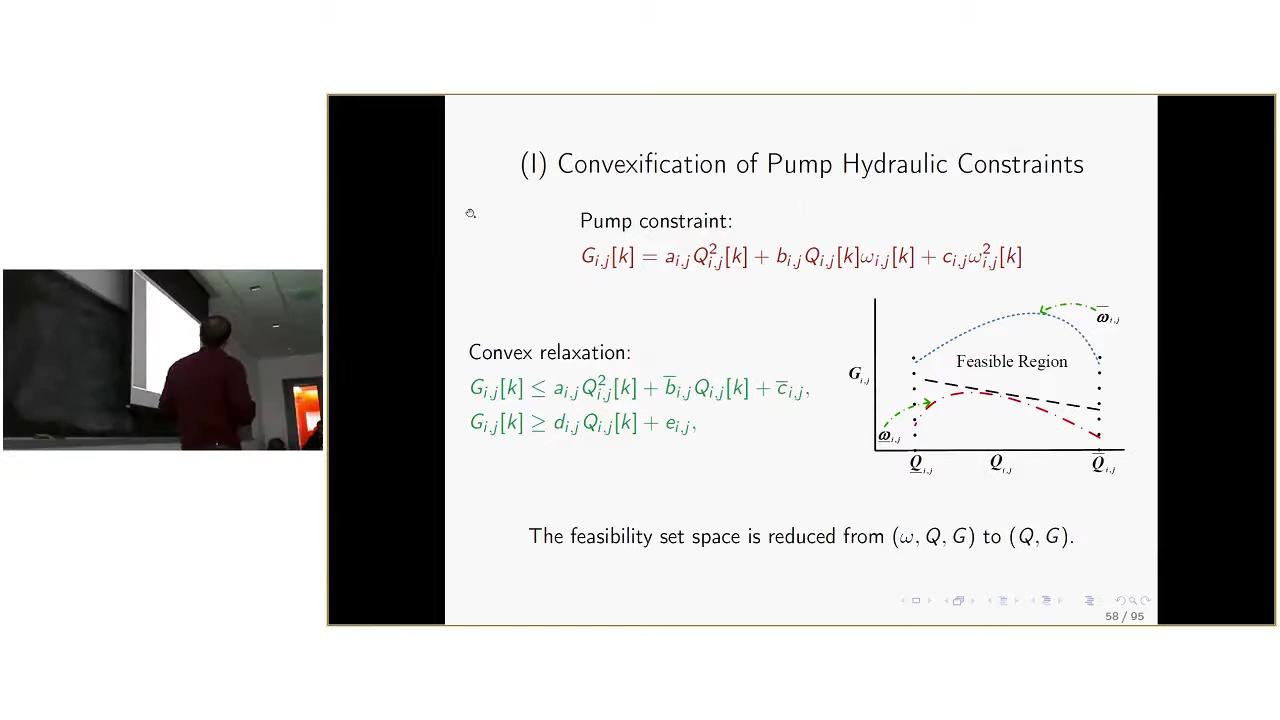 (I) Convexification of Pump Hydraulic Constraints
Pump constraint:
G_{i,j}[k] = a_{i,j} Q²_{i,j}[k] + b_{i,j} Q_{i,j}[k]ω_{i,j}[k] + c_{i,j} ω²_{i,j}[k]
Convex relaxation:
G_{i,j}[k] ≤ a_{i,j} Q²_{i,j}[k] + b̅_{i,j} Q_{i,j}[k] + c̅_{i,j},
G_{i,j}[k] ≥ d_{i,j} Q_{i,j}[k] + e_{i,j},
ω̅_{i,j}
Feasible Region
G_{i,j}
ω̲_{i,j}
Q̲_{i,j}
Q_{i,j}
Q̅_{i,j}
The feasibility set space is reduced from (ω, Q, G) to (Q, G).
58 / 95